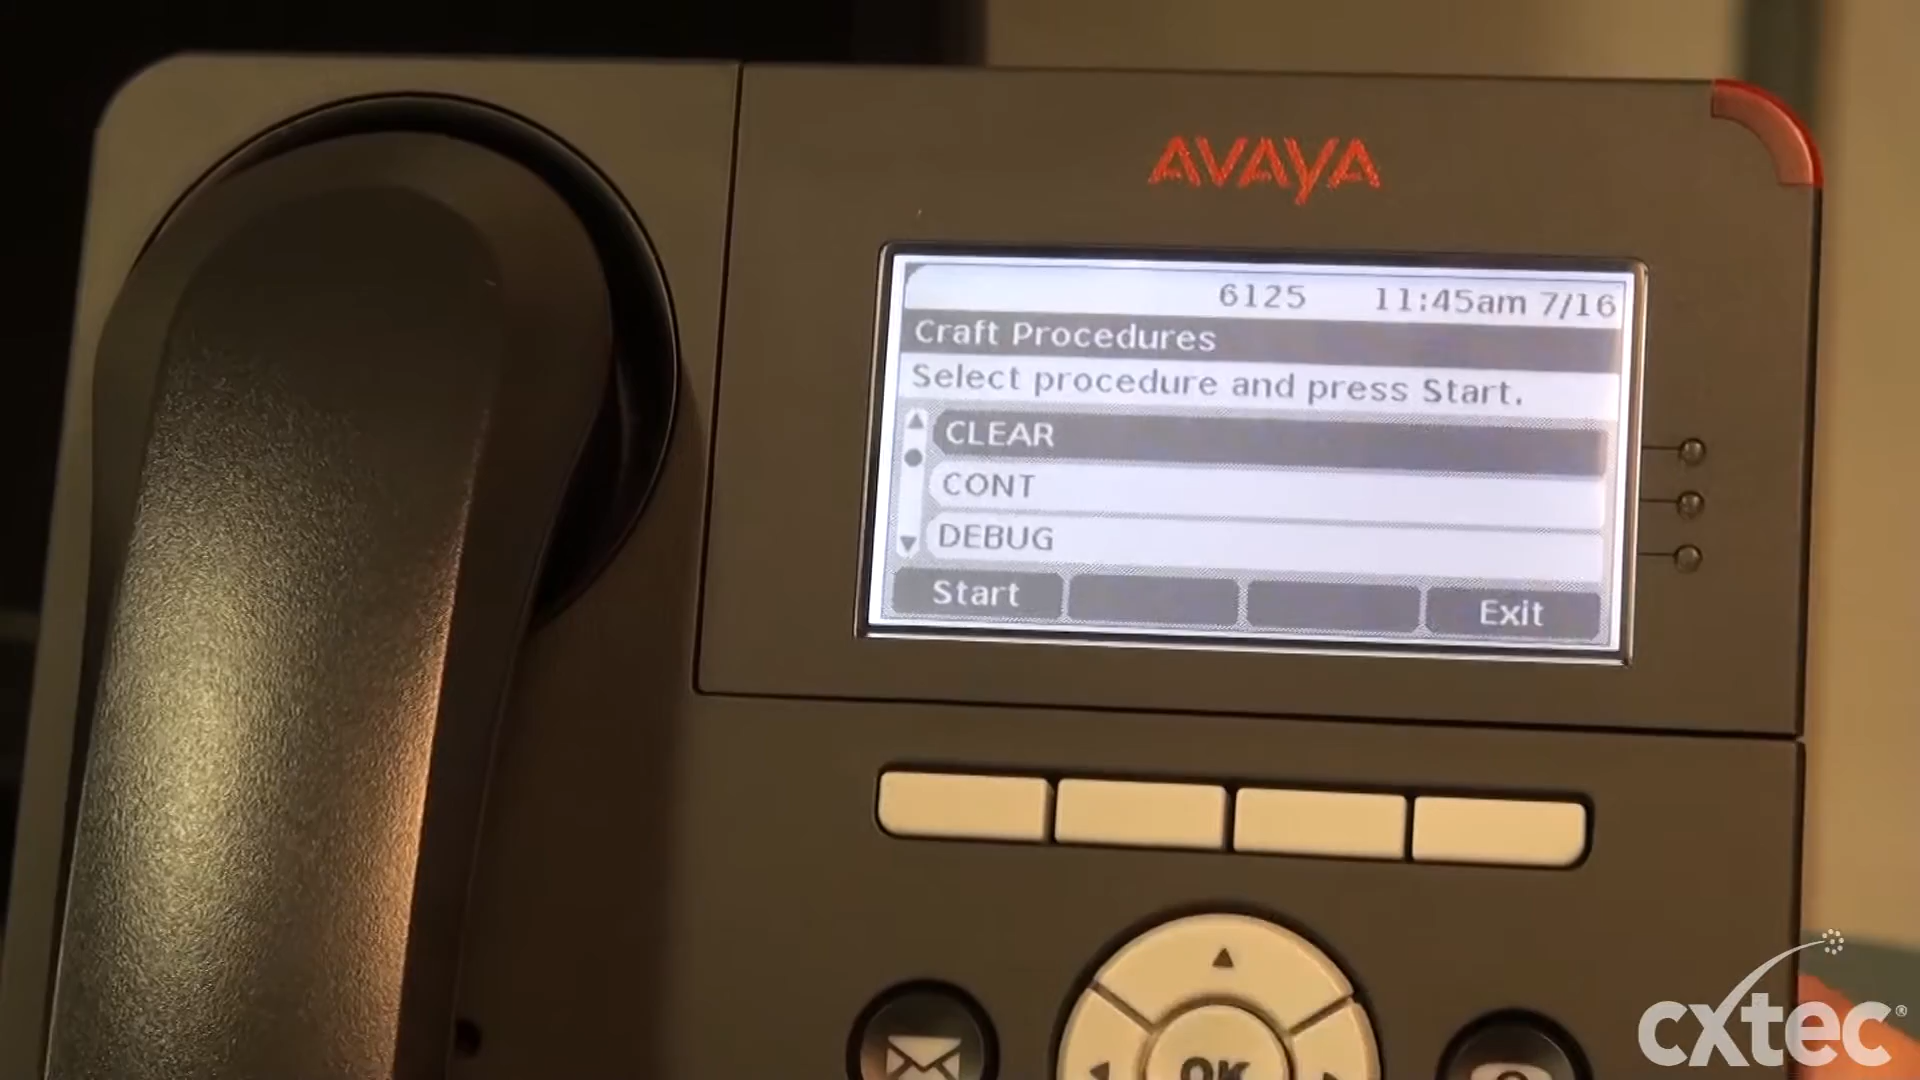 AVAYA
6125 11:45am 7/16
Craft Procedures
Select procedure and press Start.
CLEAR
CONT
DEBUG
Start Exit
OK
cxtec®